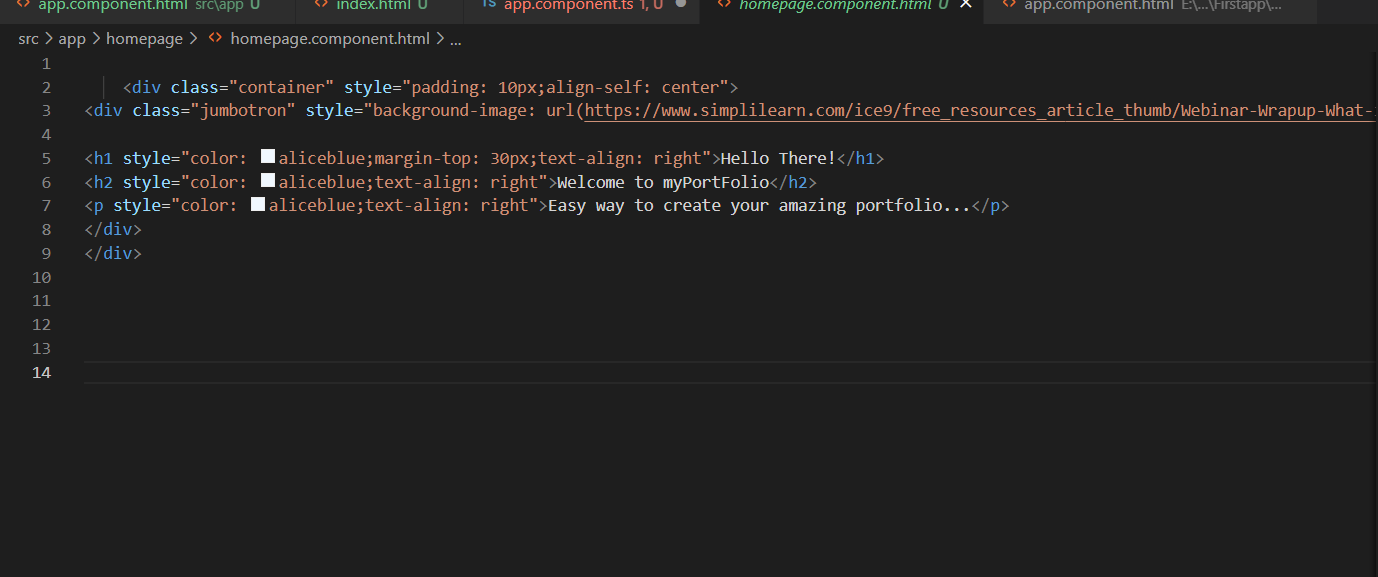 app.component.html src\app U index.html U TS app.component.ts 1, U homepage.component.html U app.component.html E:\...\Firstapp\...
src > app > homepage > <> homepage.component.html > ...
1
2 <div class="container" style="padding: 10px;align-self: center">
3 <div class="jumbotron" style="background-image: url(https://www.simplilearn.com/ice9/free_resources_article_thumb/Webinar-Wrapup-What-
4
5 <h1 style="color: aliceblue;margin-top: 30px;text-align: right">Hello There!</h1>
6 <h2 style="color: aliceblue;text-align: right">Welcome to myPortFolio</h2>
7 <p style="color: aliceblue;text-align: right">Easy way to create your amazing portfolio...</p>
8 </div>
9 </div>
10
11
12
13
14